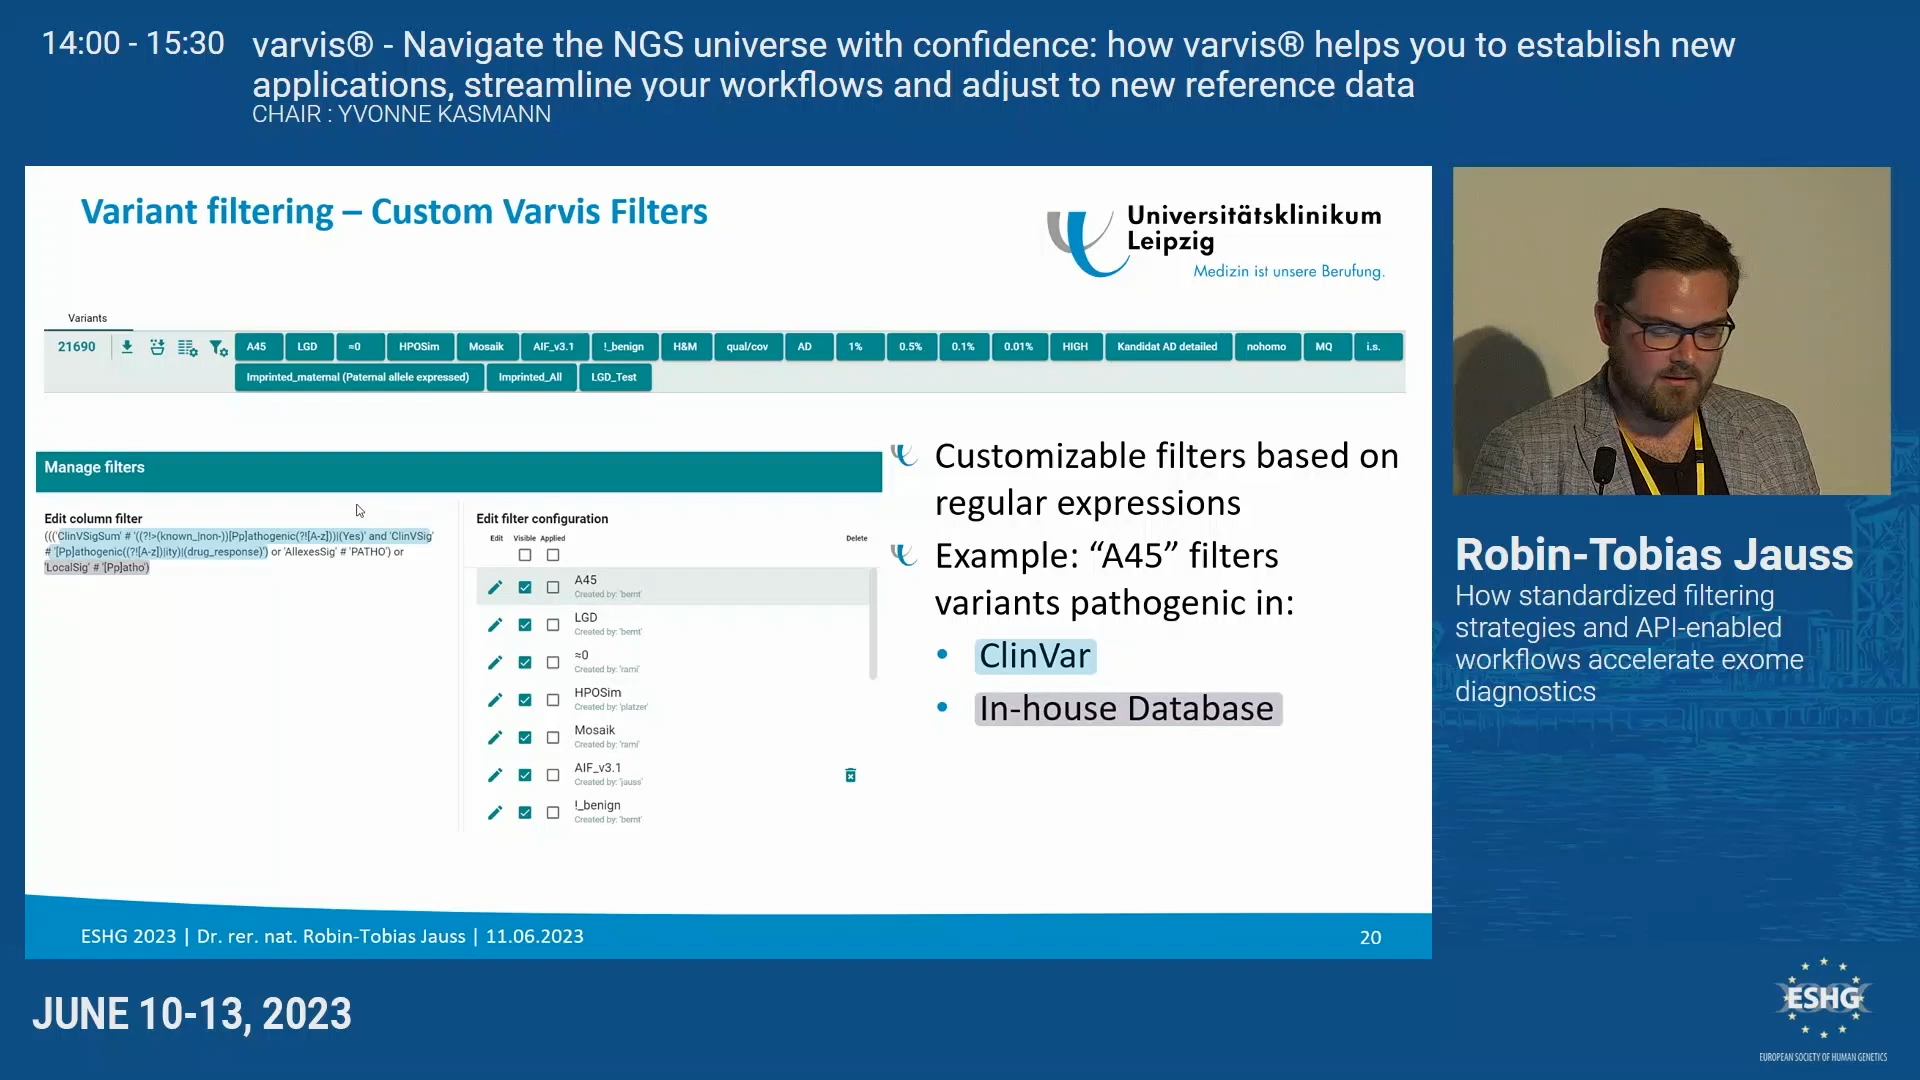 14:00 - 15:30
varvis® - Navigate the NGS universe with confidence: how varvis® helps you to establish new
applications, streamline your workflows and adjust to new reference data
CHAIR : YVONNE KASMANN
Variant filtering – Custom Varvis Filters
Universitätsklinikum
Leipzig
Medizin ist unsere Berufung.
Variants
21690
A45 LGD ≈0 HPOSim Mosaik AIF_v3.1 !_benign H&M qual/cov AD 1% 0.5% 0.1% 0.01% HIGH Kandidat AD detailed nohomo MQ i.s.
Imprinted_maternal (Paternal allele expressed) Imprinted_All LGD_Test
Manage filters
Edit column filter
((('ClinVSigSum' # '((?!>(known_|non-))[Pp]athogenic(?![A-z]))|(Yes)' and 'ClinVSig'
# '[Pp]athogenic((?![A-z])|ity)|(drug_response)') or 'AllexesSig' # 'PATHO') or
'LocalSig' # '[Pp]atho')
Edit filter configuration
Edit Visible Applied Delete
A45
Created by: 'bernt'
LGD
Created by: 'bernt'
≈0
Created by: 'rami'
HPOSim
Created by: 'platzer'
Mosaik
Created by: 'rami'
AIF_v3.1
Created by: 'jauss'
!_benign
Created by: 'bernt'
Customizable filters based on
regular expressions
Example: “A45” filters
variants pathogenic in:
• ClinVar
• In-house Database
ESHG 2023 | Dr. rer. nat. Robin-Tobias Jauss | 11.06.2023
20
Robin-Tobias Jauss
How standardized filtering
strategies and API-enabled
workflows accelerate exome
diagnostics
JUNE 10-13, 2023
ESHG
EUROPEAN SOCIETY OF HUMAN GENETICS